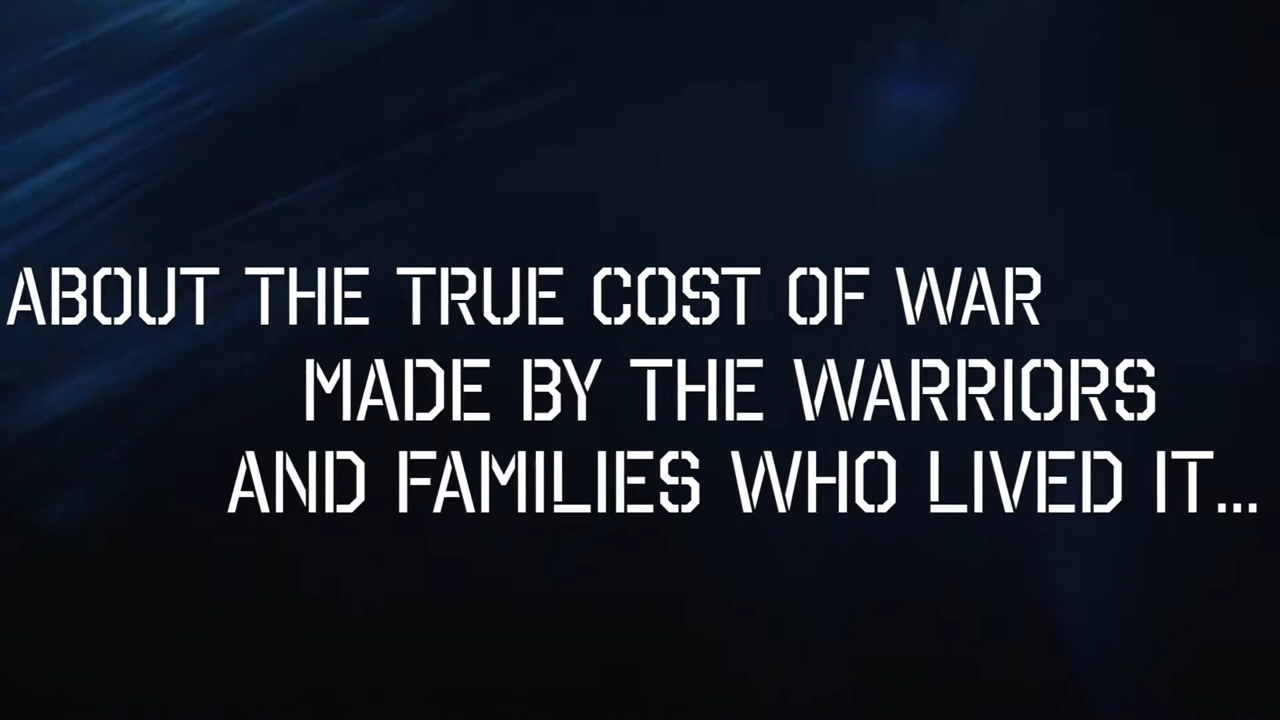 ABOUT THE TRUE COST OF WAR
MADE BY THE WARRIORS
AND FAMILIES WHO LIVED IT...